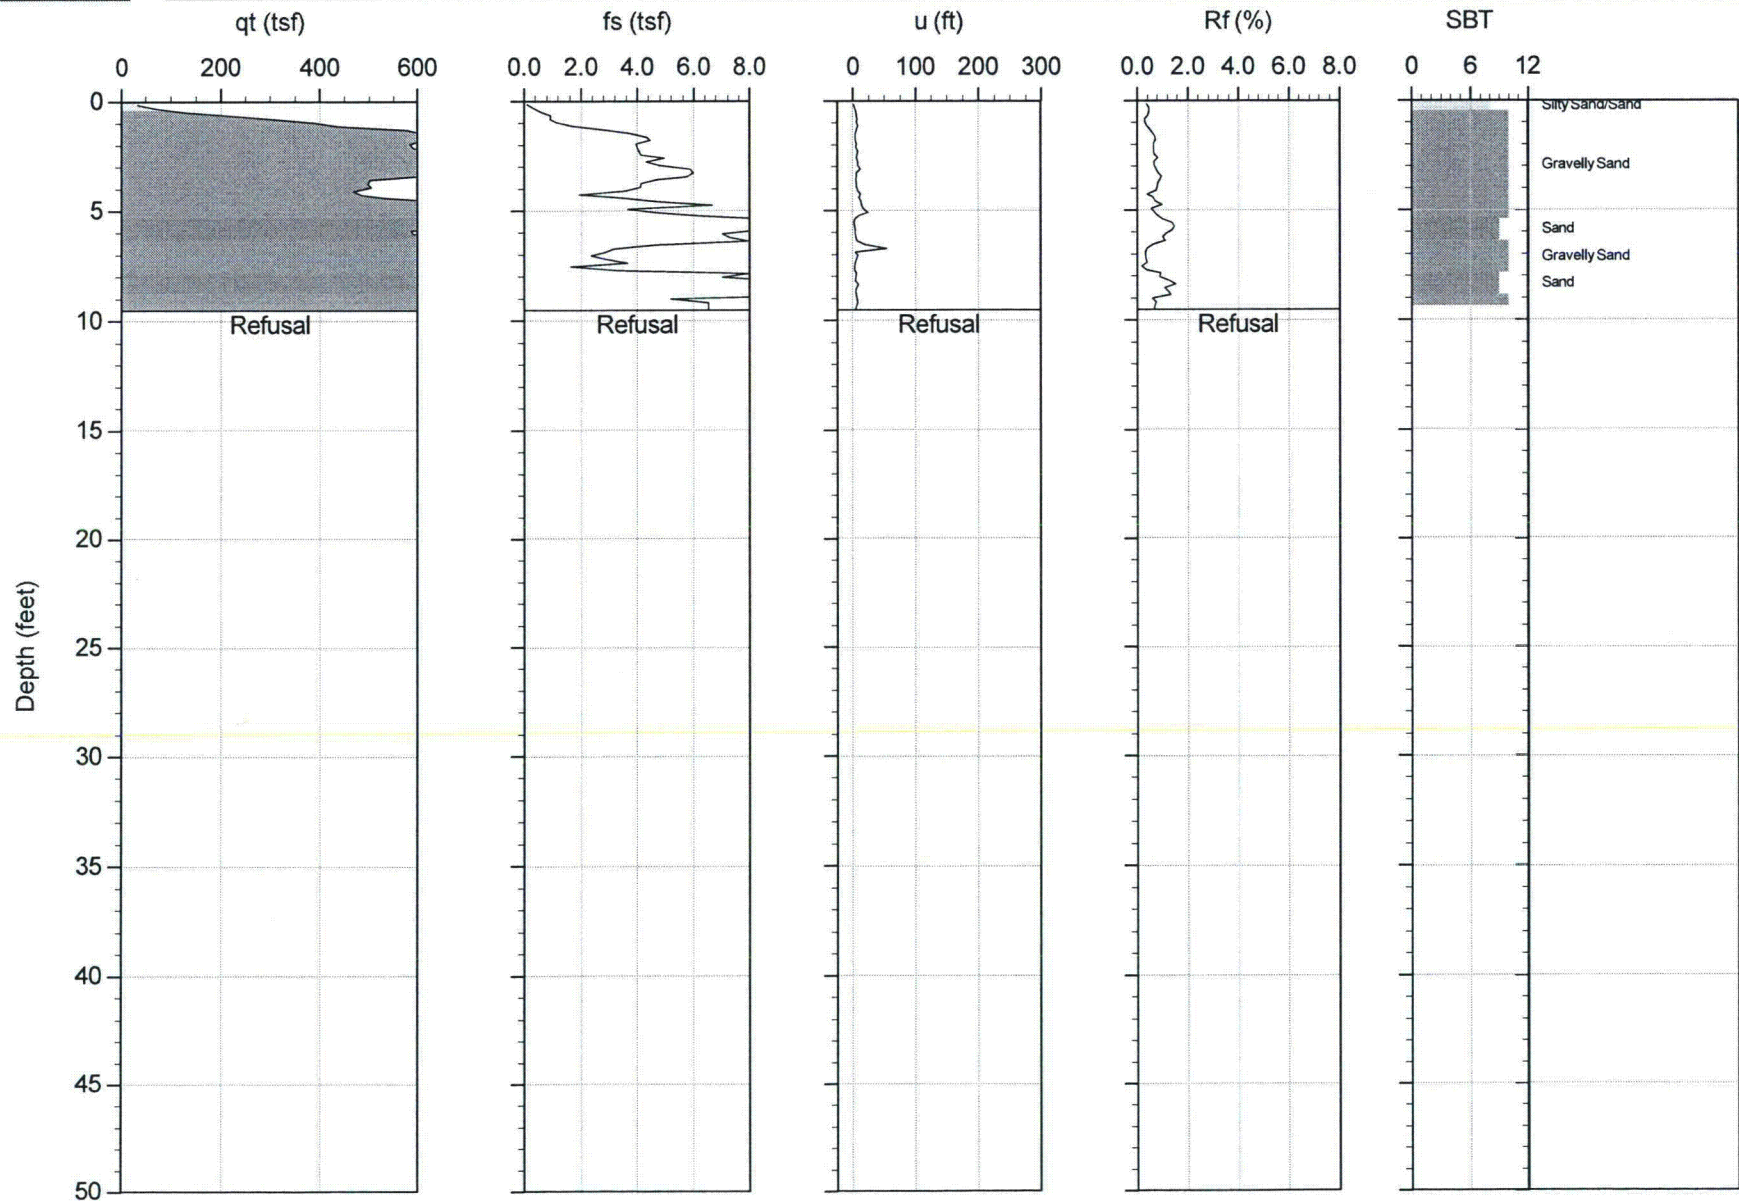 qt (tsf) fs (tsf) u (ft) Rf (%) SBT
0 200 400 600 0.0 2.0 4.0 6.0 8.0 0 100 200 300 0.0 2.0 4.0 6.0 8.0 0 6 12
0
Silty Sand/Sand
Gravelly Sand
5
Sand
Gravelly Sand
Sand
10
Refusal Refusal Refusal Refusal
15
20
25
Depth (feet)
30
35
40
45
50